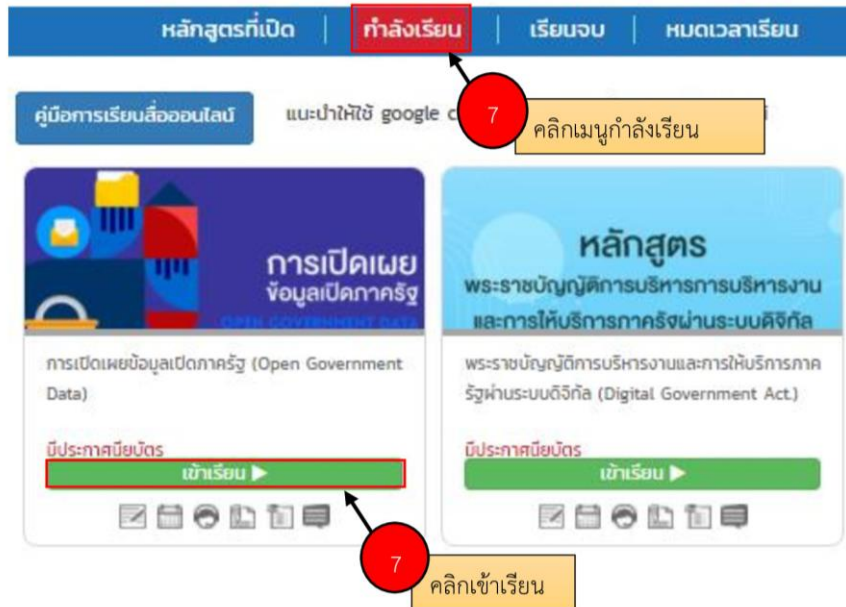 หลักสูตรที่เปิด กำลังเรียน เรียนจบ หมดเวลาเรียน
คู่มือการเรียนสื่อออนไลน์ แนะนำให้ใช้ google c
7
คลิกเมนูกำลังเรียน
การเปิดเผย
ข้อมูลเปิดภาครัฐ
OPEN GOVERNMENT DATA
การเปิดเผยข้อมูลเปิดภาครัฐ (Open Government
Data)
มีประกาศนียบัตร
เข้าเรียน
หลักสูตร
พระราชบัญญัติการบริหารการบริหารงาน
และการให้บริการภาครัฐผ่านระบบดิจิทัล
พระราชบัญญัติการบริหารงานและการให้บริการภาค
รัฐผ่านระบบดิจิทัล (Digital Government Act.)
มีประกาศนียบัตร
เข้าเรียน
7
คลิกเข้าเรียน